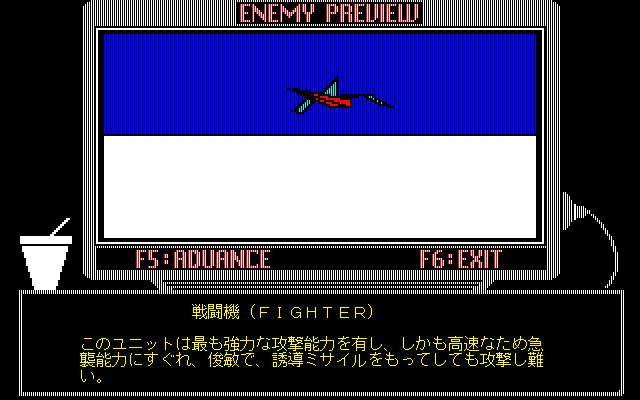 ENEMY PREVIEW
F5:ADVANCE F6:EXIT
戦闘機(FIGHTER)
このユニットは最も強力な攻撃能力を有し、しかも高速なため急
襲能力にすぐれ、俊敏で、誘導ミサイルをもってしても攻撃し難
い。